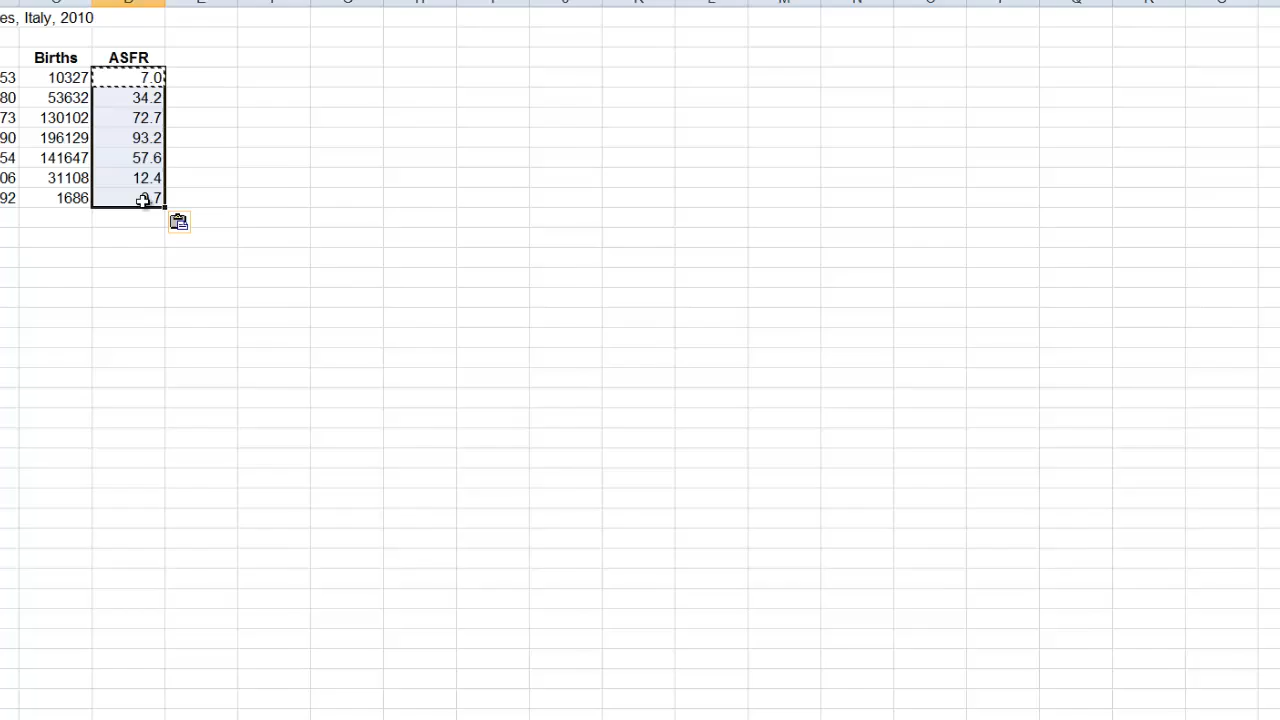 es, Italy, 2010
Births ASFR
53 10327 7.0
80 53632 34.2
73 130102 72.7
90 196129 93.2
54 141647 57.6
06 31108 12.4
92 1686